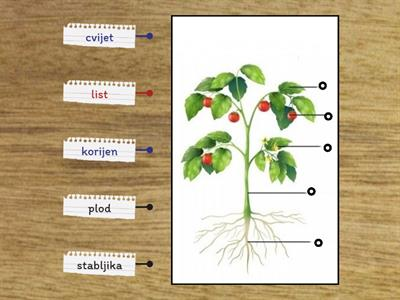 cvijet
list
korijen
plod
stabljika